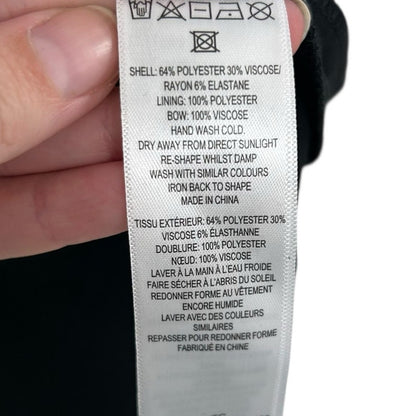 SHELL: 64% POLYESTER 30% VISCOSE/
RAYON 6% ELASTANE
LINING: 100% POLYESTER
BOW: 100% VISCOSE
HAND WASH COLD.
DRY AWAY FROM DIRECT SUNLIGHT
RE-SHAPE WHILST DAMP
WASH WITH SIMILAR COLOURS
IRON BACK TO SHAPE
MADE IN CHINA
TISSU EXTÉRIEUR: 64% POLYESTER 30%
VISCOSE 6% ÉLASTHANNE
DOUBLURE: 100% POLYESTER
NŒUD: 100% VISCOSE
LAVER À LA MAIN À L'EAU FROIDE
FAIRE SÉCHER À L'ABRIS DU SOLEIL
REDONNER FORME AU VÊTEMENT
ENCORE HUMIDE
LAVER AVEC DES COULEURS
SIMILAIRES
REPASSER POUR REDONNER FORME
FABRIQUÉ EN CHINE